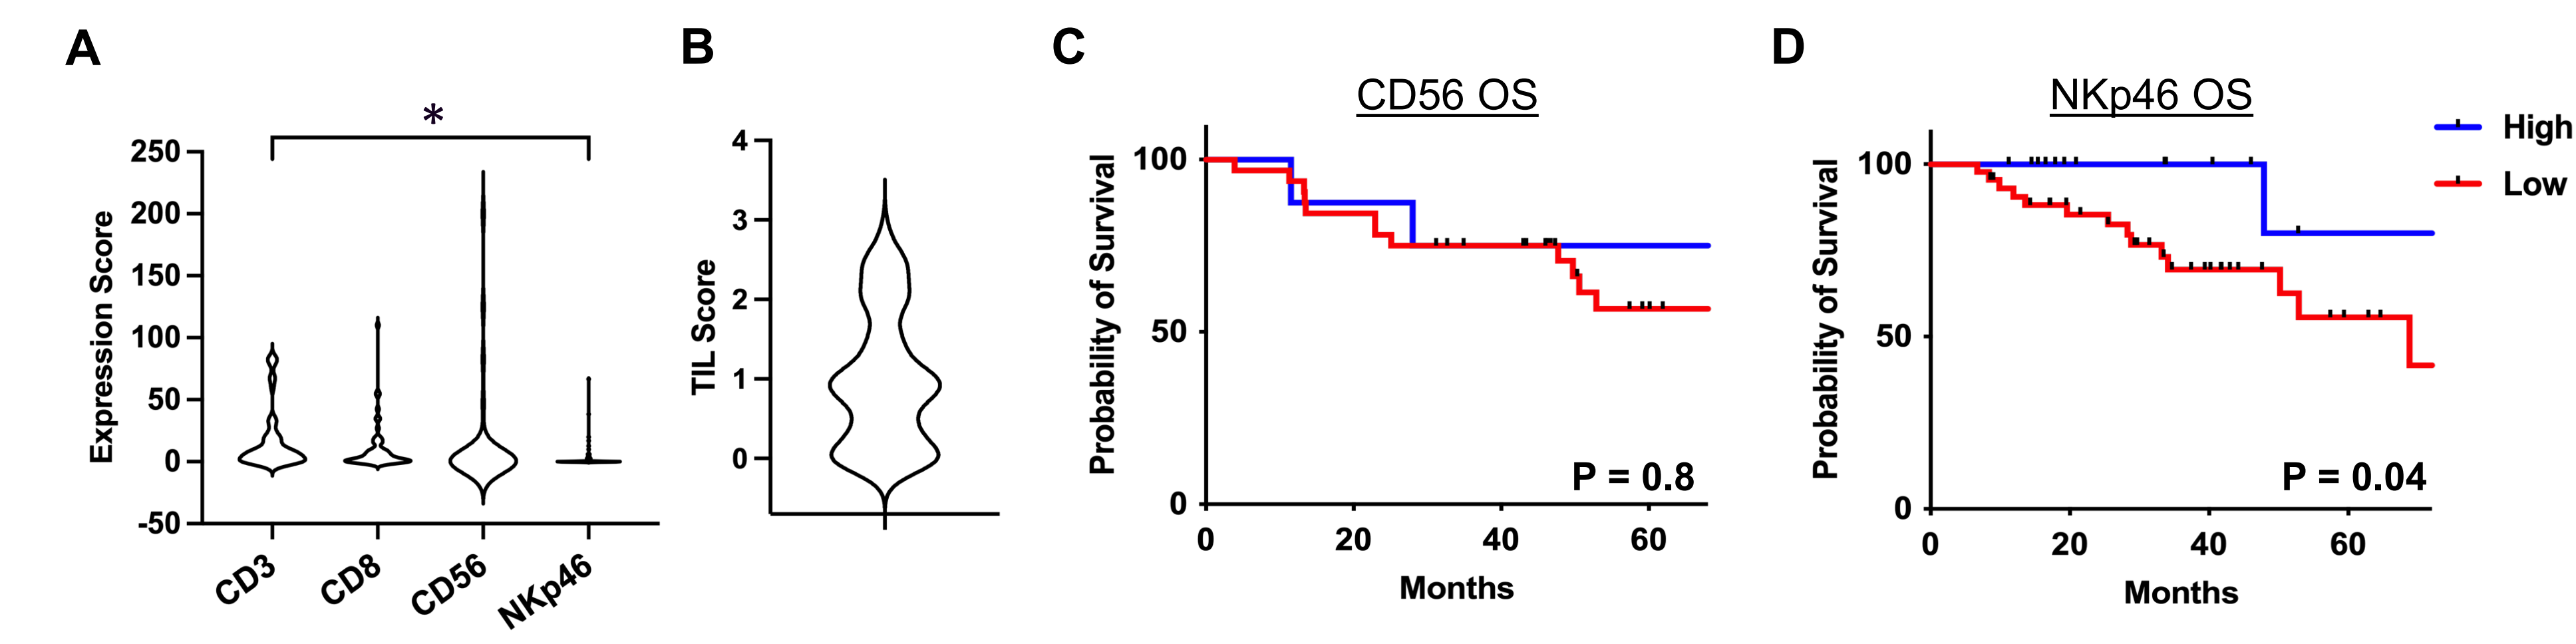 A
B
C
D
CD56 OS
NKp46 OS
High
Low
*
Expression Score
250
200
150
100
50
0
-50
CD3
CD8
CD56
NKp46
TIL Score
4
3
2
1
0
Probability of Survival
100
50
0
P = 0.8
0
20
40
60
Months
Probability of Survival
100
50
0
P = 0.04
0
20
40
60
Months